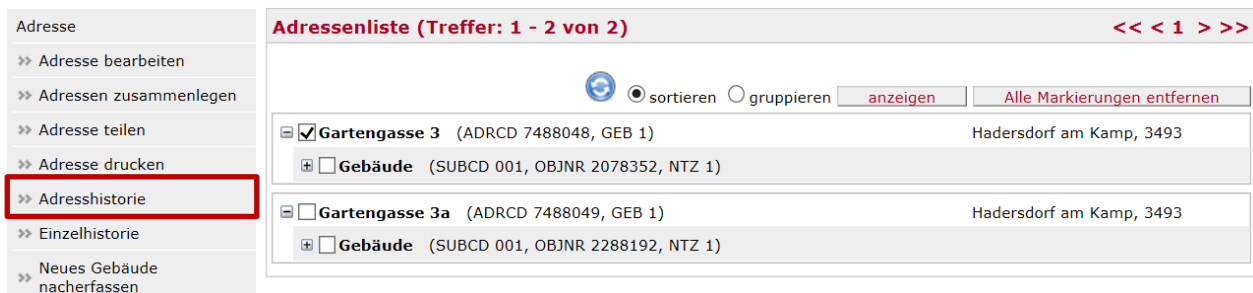 Adresse
>> Adresse bearbeiten
>> Adressen zusammenlegen
>> Adresse teilen
>> Adresse drucken
>> Adresshistorie
>> Einzelhistorie
>> Neues Gebäude
nacherfassen
Adressenliste (Treffer: 1 - 2 von 2) << < 1 > >>
sortieren gruppieren anzeigen Alle Markierungen entfernen
Gartengasse 3 (ADRCD 7488048, GEB 1) Hadersdorf am Kamp, 3493
Gebäude (SUBCD 001, OBJNR 2078352, NTZ 1)
Gartengasse 3a (ADRCD 7488049, GEB 1) Hadersdorf am Kamp, 3493
Gebäude (SUBCD 001, OBJNR 2288192, NTZ 1)